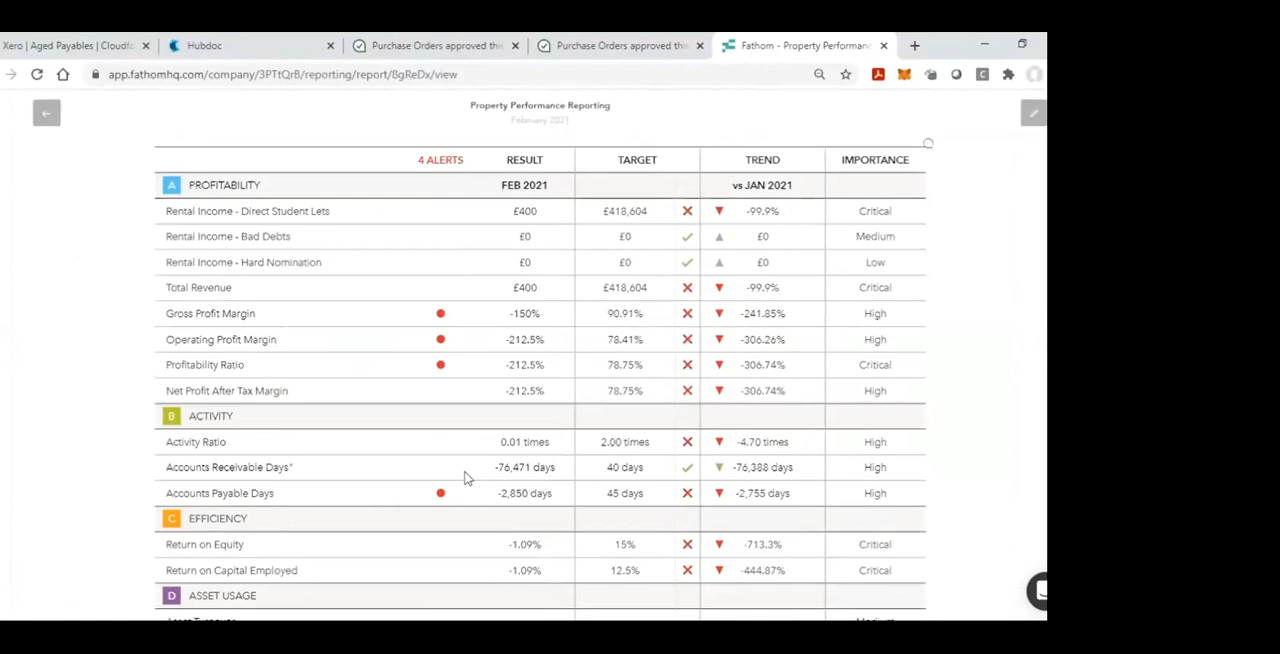 Xero | Aged Payables | Cloudfo
Hubdoc
Purchase Orders approved this
Purchase Orders approved this
Fathom - Property Performanc
app.fathomhq.com/company/3PTtQrB/reporting/report/8gReDx/view
Property Performance Reporting
February 2021
4 ALERTS RESULT TARGET TREND IMPORTANCE
A PROFITABILITY FEB 2021 vs JAN 2021
Rental Income - Direct Student Lets £400 £418,604 -99.9% Critical
Rental Income - Bad Debts £0 £0 £0 Medium
Rental Income - Hard Nomination £0 £0 £0 Low
Total Revenue £400 £418,604 -99.9% Critical
Gross Profit Margin -150% 90.91% -241.85% High
Operating Profit Margin -212.5% 78.41% -306.26% High
Profitability Ratio -212.5% 78.75% -306.74% Critical
Net Profit After Tax Margin -212.5% 78.75% -306.74% High
B ACTIVITY
Activity Ratio 0.01 times 2.00 times -4.70 times High
Accounts Receivable Days* -76,471 days 40 days -76,388 days High
Accounts Payable Days -2,850 days 45 days -2,755 days High
C EFFICIENCY
Return on Equity -1.09% 15% -713.3% Critical
Return on Capital Employed -1.09% 12.5% -444.87% Critical
D ASSET USAGE